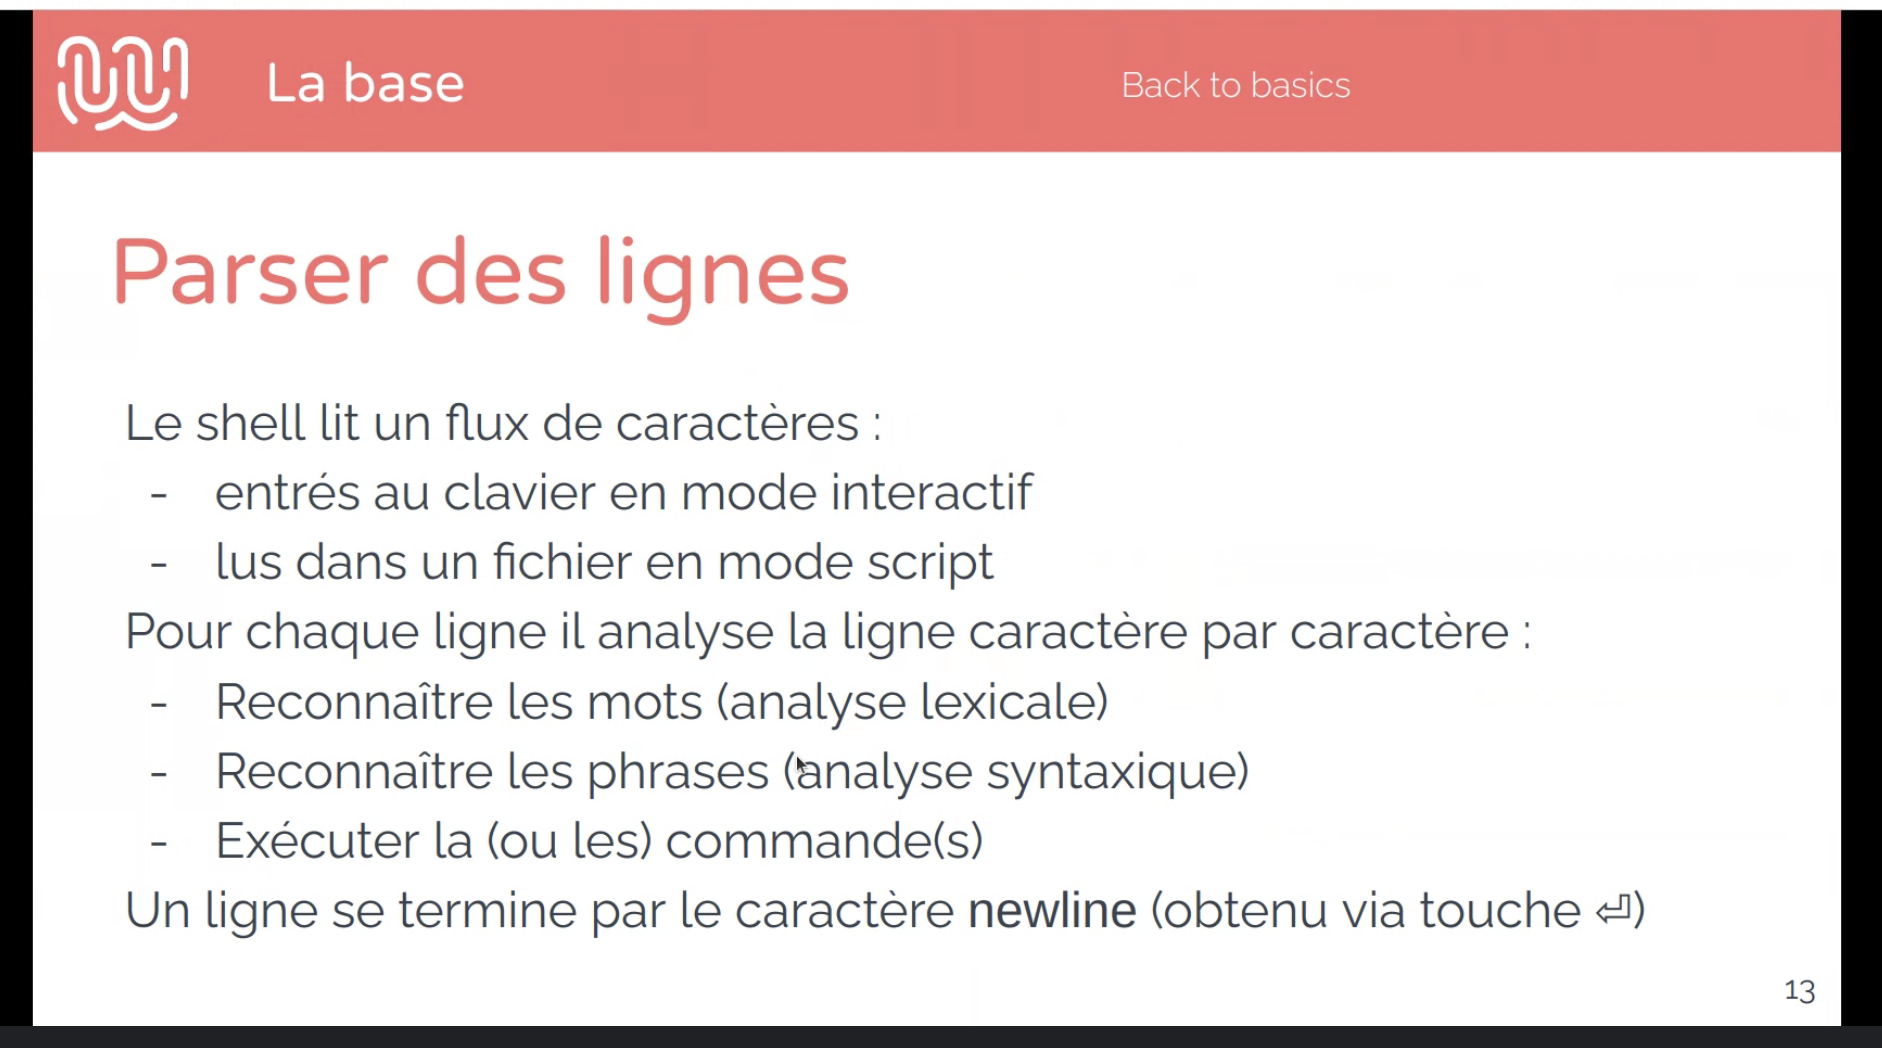 La base
Back to basics
Parser des lignes
Le shell lit un flux de caractères :
- entrés au clavier en mode interactif
- lus dans un fichier en mode script
Pour chaque ligne il analyse la ligne caractère par caractère :
- Reconnaître les mots (analyse lexicale)
- Reconnaître les phrases (analyse syntaxique)
- Exécuter la (ou les) commande(s)
Un ligne se termine par le caractère newline (obtenu via touche ⏎)
13